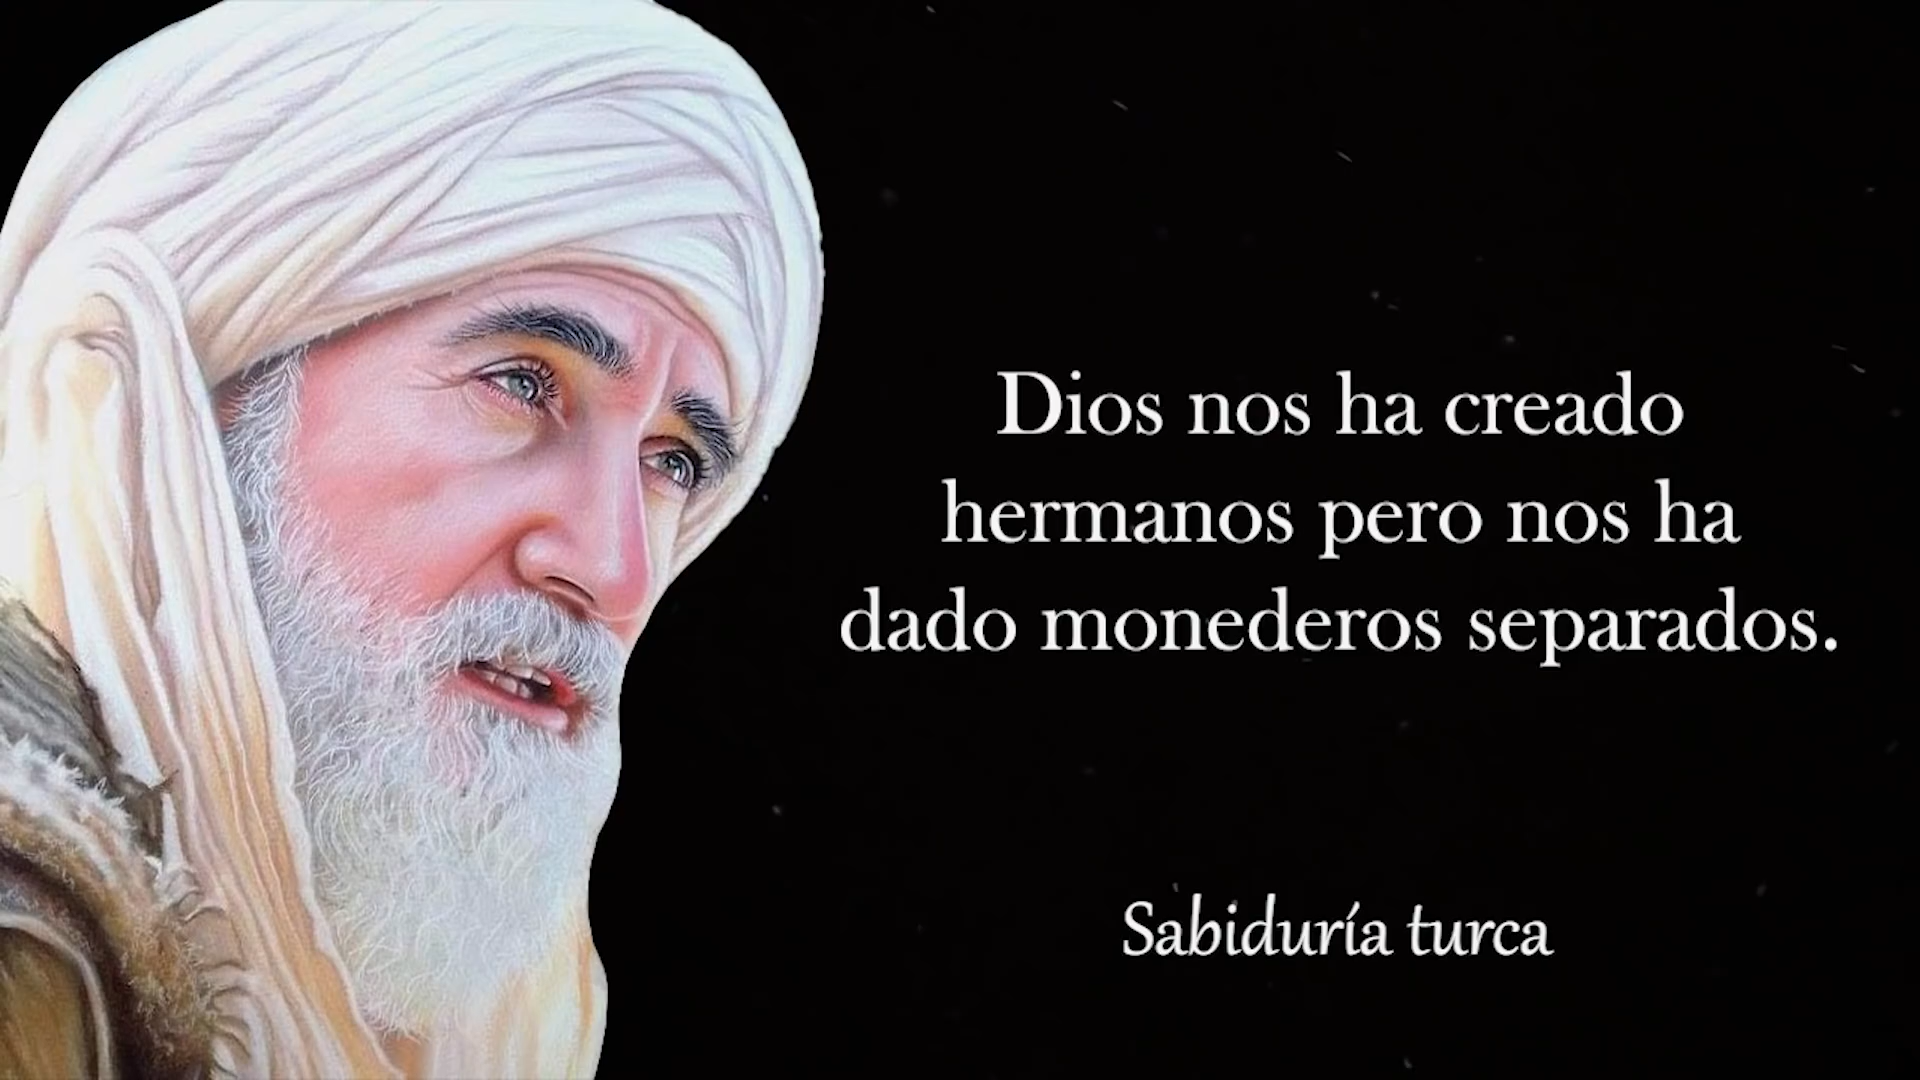 Dios nos ha creado
hermanos pero nos ha
dado monederos separados.
Sabiduría turca